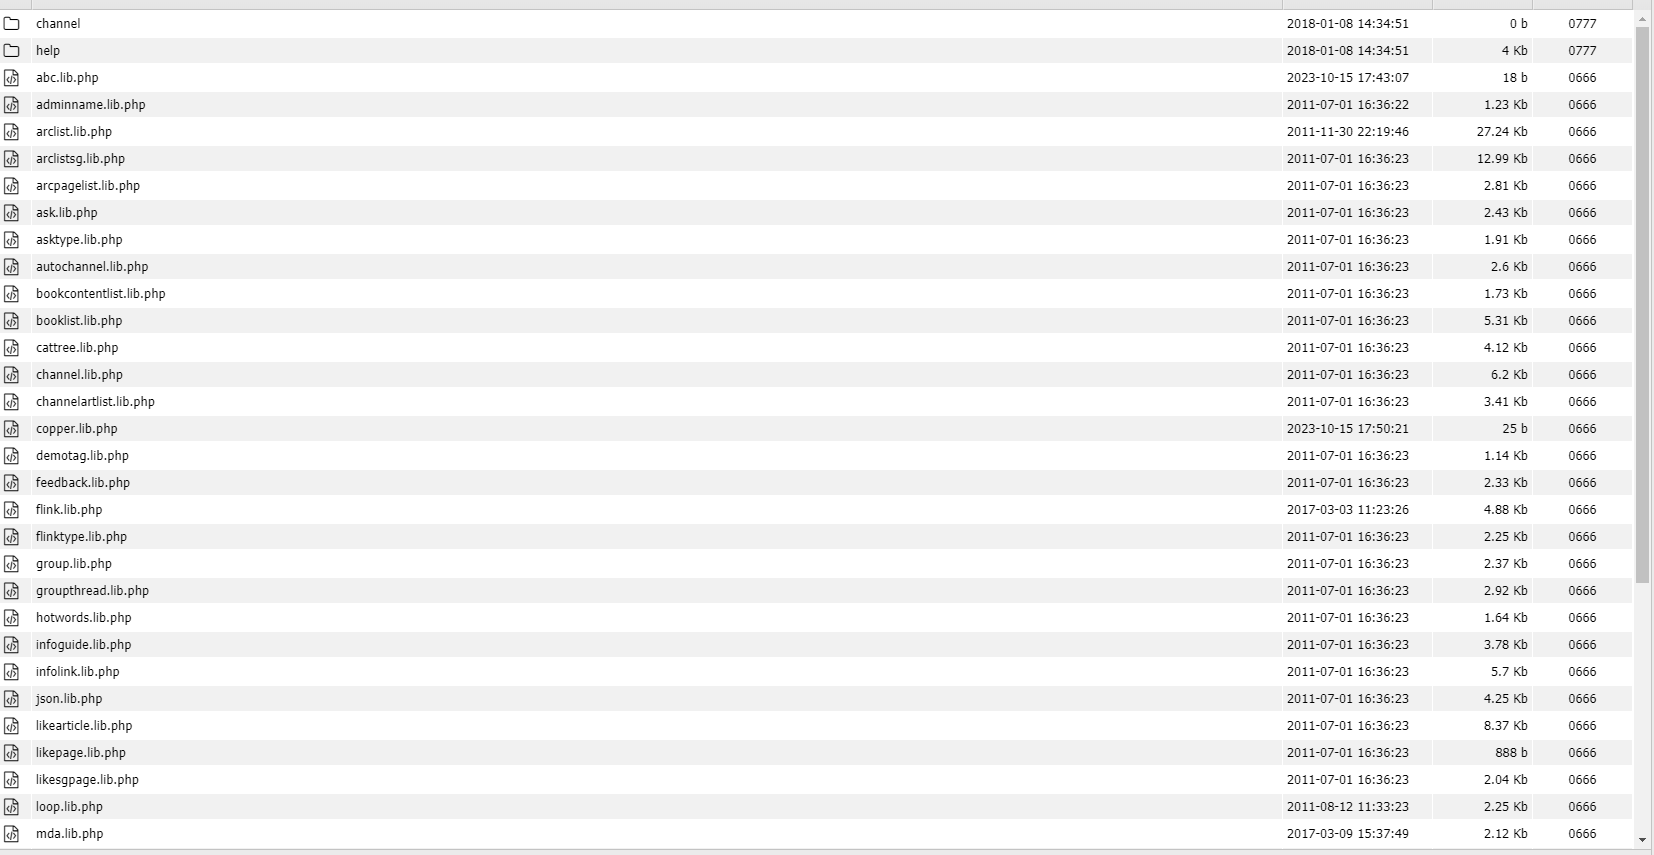 channel 2018-01-08 14:34:51 0 b 0777
help 2018-01-08 14:34:51 4 Kb 0777
abc.lib.php 2023-10-15 17:43:07 18 b 0666
adminname.lib.php 2011-07-01 16:36:22 1.23 Kb 0666
arclist.lib.php 2011-11-30 22:19:46 27.24 Kb 0666
arclistsg.lib.php 2011-07-01 16:36:23 12.99 Kb 0666
arcpagelist.lib.php 2011-07-01 16:36:23 2.81 Kb 0666
ask.lib.php 2011-07-01 16:36:23 2.43 Kb 0666
asktype.lib.php 2011-07-01 16:36:23 1.91 Kb 0666
autochannel.lib.php 2011-07-01 16:36:23 2.6 Kb 0666
bookcontentlist.lib.php 2011-07-01 16:36:23 1.73 Kb 0666
booklist.lib.php 2011-07-01 16:36:23 5.31 Kb 0666
cattree.lib.php 2011-07-01 16:36:23 4.12 Kb 0666
channel.lib.php 2011-07-01 16:36:23 6.2 Kb 0666
channelartlist.lib.php 2011-07-01 16:36:23 3.41 Kb 0666
copper.lib.php 2023-10-15 17:50:21 25 b 0666
demotag.lib.php 2011-07-01 16:36:23 1.14 Kb 0666
feedback.lib.php 2011-07-01 16:36:23 2.33 Kb 0666
flink.lib.php 2017-03-03 11:23:26 4.88 Kb 0666
flinktype.lib.php 2011-07-01 16:36:23 2.25 Kb 0666
group.lib.php 2011-07-01 16:36:23 2.37 Kb 0666
groupthread.lib.php 2011-07-01 16:36:23 2.92 Kb 0666
hotwords.lib.php 2011-07-01 16:36:23 1.64 Kb 0666
infoguide.lib.php 2011-07-01 16:36:23 3.78 Kb 0666
infolink.lib.php 2011-07-01 16:36:23 5.7 Kb 0666
json.lib.php 2011-07-01 16:36:23 4.25 Kb 0666
likearticle.lib.php 2011-07-01 16:36:23 8.37 Kb 0666
likepage.lib.php 2011-07-01 16:36:23 888 b 0666
likesgpage.lib.php 2011-07-01 16:36:23 2.04 Kb 0666
loop.lib.php 2011-08-12 11:33:23 2.25 Kb 0666
mda.lib.php 2017-03-09 15:37:49 2.12 Kb 0666